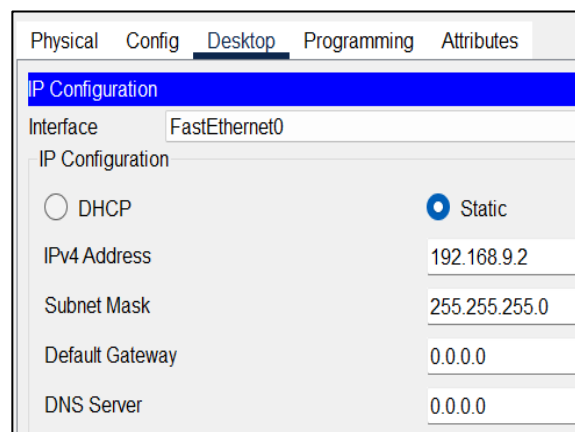 Physical Config Desktop Programming Attributes
IP Configuration
Interface FastEthernet0
IP Configuration
DHCP Static
IPv4 Address 192.168.9.2
Subnet Mask 255.255.255.0
Default Gateway 0.0.0.0
DNS Server 0.0.0.0